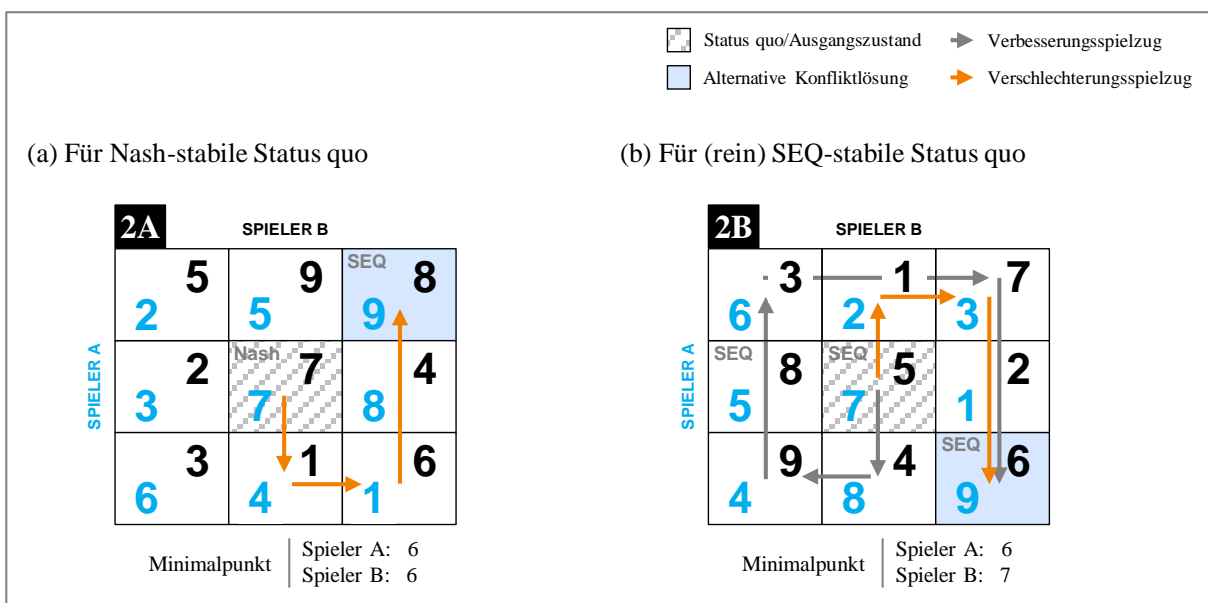 Status quo/Ausgangszustand Verbesserungsspielzug
Alternative Konfliktlösung Verschlechterungsspielzug
(a) Für Nash-stabile Status quo
2A SPIELER B
SPIELER A
5 9 SEQ 8
2 5 9
2 Nash 7 4
3 7 8
3 1 6
6 4 1
Minimalpunkt
Spieler A: 6
Spieler B: 6
(b) Für (rein) SEQ-stabile Status quo
2B SPIELER B
SPIELER A
3 1 7
6 2 3
SEQ 8 SEQ 5 2
5 7 1
9 4 SEQ 6
4 8 9
Minimalpunkt
Spieler A: 6
Spieler B: 7